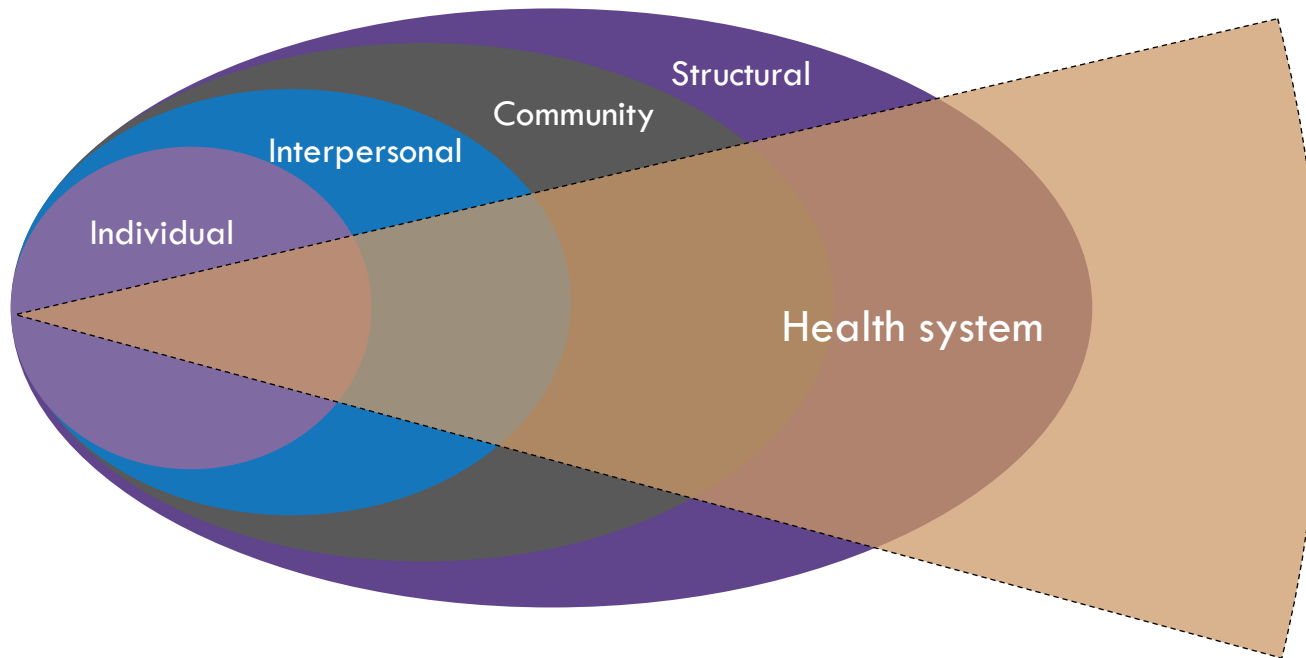 Structural
Community
Interpersonal
Individual
Health system